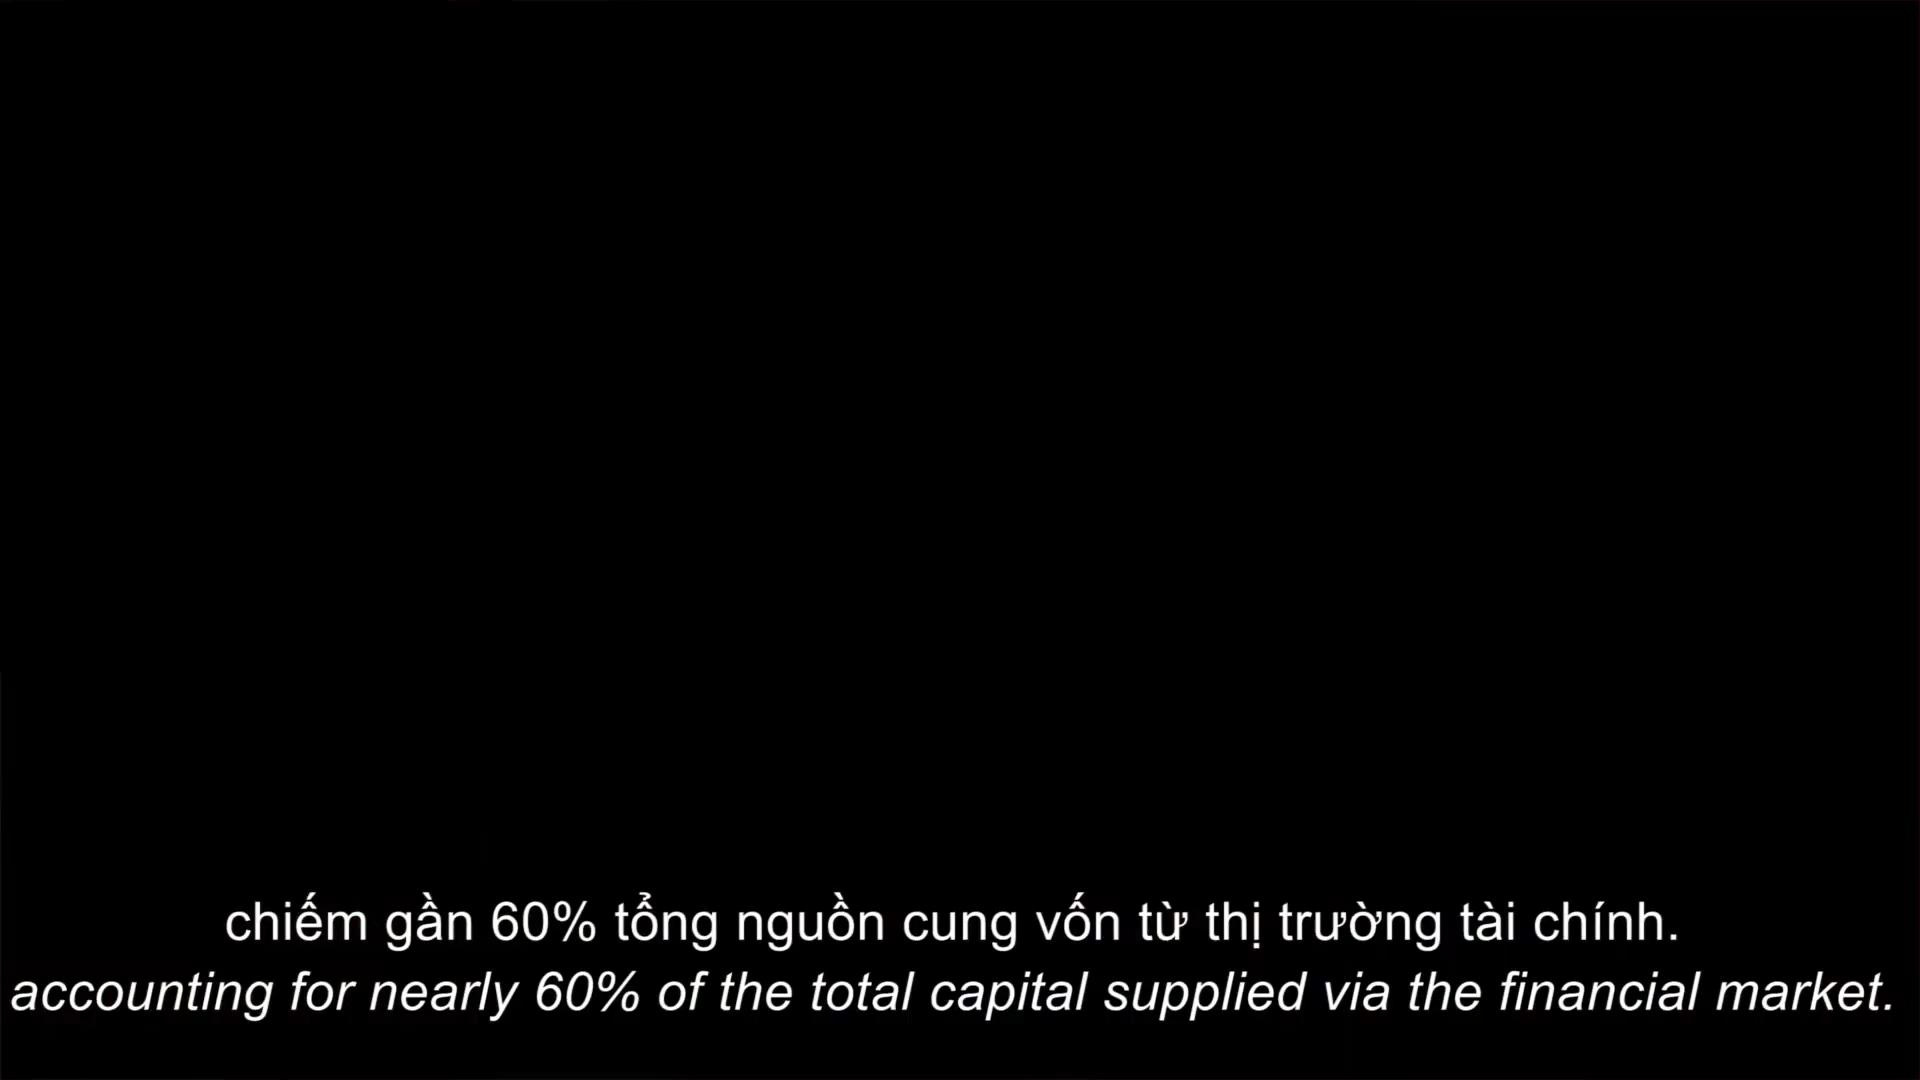 chiếm gần 60% tổng nguồn cung vốn từ thị trường tài chính.
accounting for nearly 60% of the total capital supplied via the financial market.